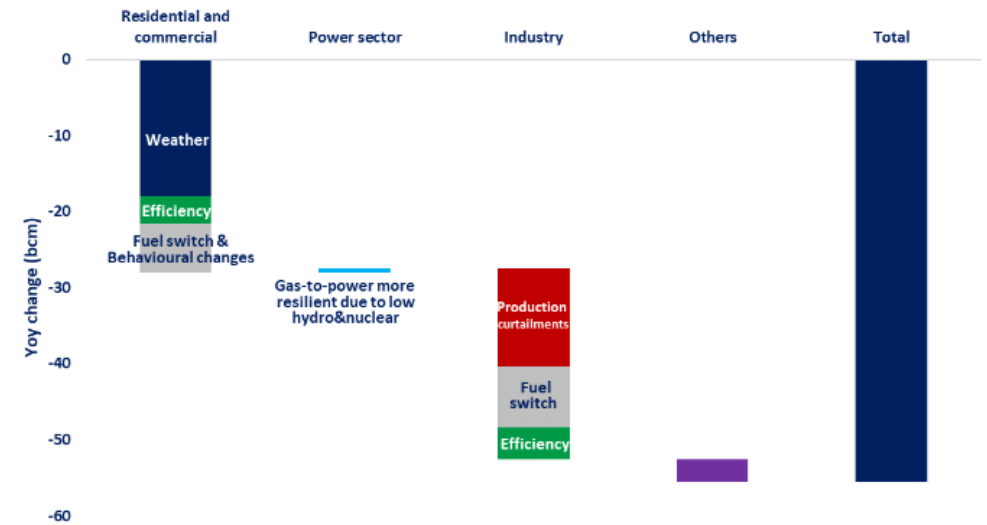 Residential and
commercial
Power sector
Industry
Others
Total
Yoy change (bcm)
0
-10
-20
-30
-40
-50
-60
Weather
Efficiency
Fuel switch &
Behavioural changes
Gas-to-power more
resilient due to low
hydro&nuclear
Production
curtailments
Fuel
switch
Efficiency